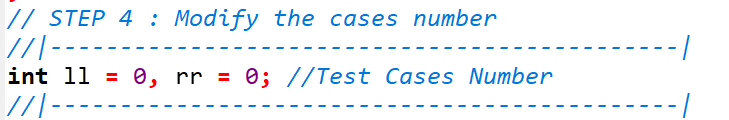 // STEP 4 : Modify the cases number
//|----------------------------------------------|
int ll = 0, rr = 0; //Test Cases Number
//|----------------------------------------------|